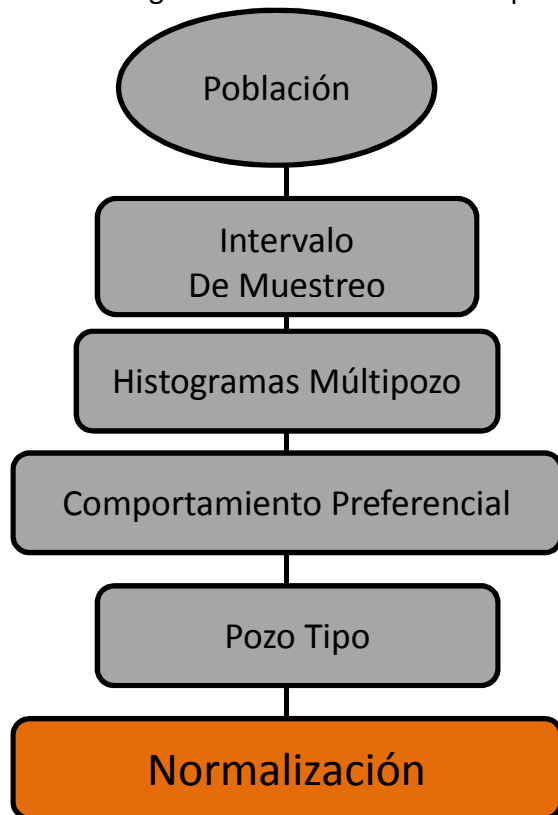 Población
Intervalo
De Muestreo
Histogramas Múltipozo
Comportamiento Preferencial
Pozo Tipo
Normalización